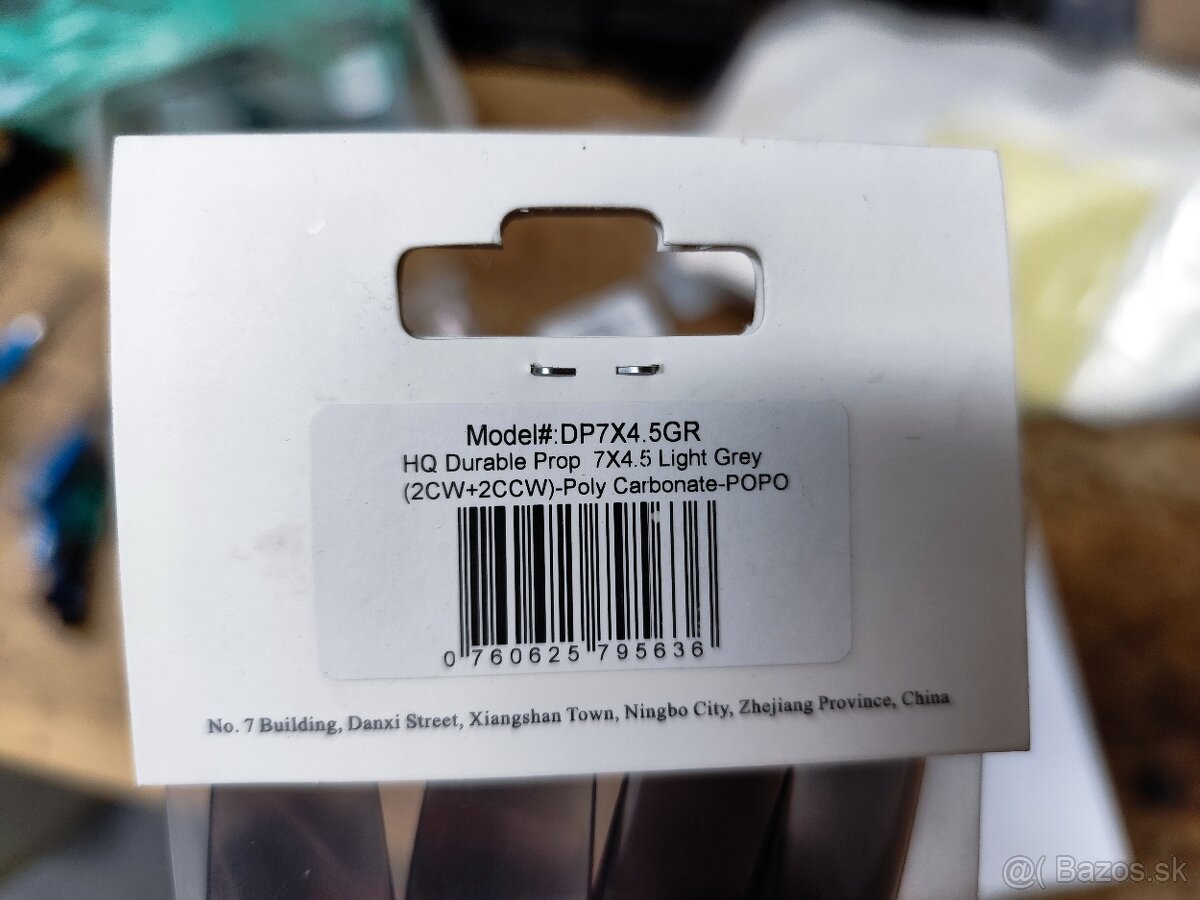 Model#:DP7X4.5GR
HQ Durable Prop 7X4.5 Light Grey
(2CW+2CCW)-Poly Carbonate-POPO
0 760625 795636
No. 7 Building, Danxi Street, Xiangshan Town, Ningbo City, Zhejiang Province, China
@( Bazos.sk